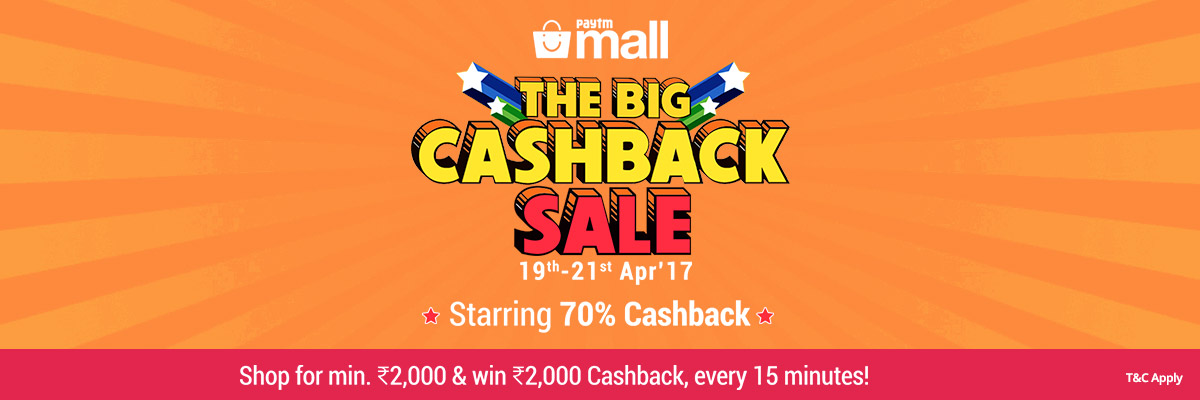 paytm
mall
THE BIG
CASHBACK
SALE
19th-21st Apr'17
Starring 70% Cashback
Shop for min. ₹2,000 & win ₹2,000 Cashback, every 15 minutes!
T&C Apply